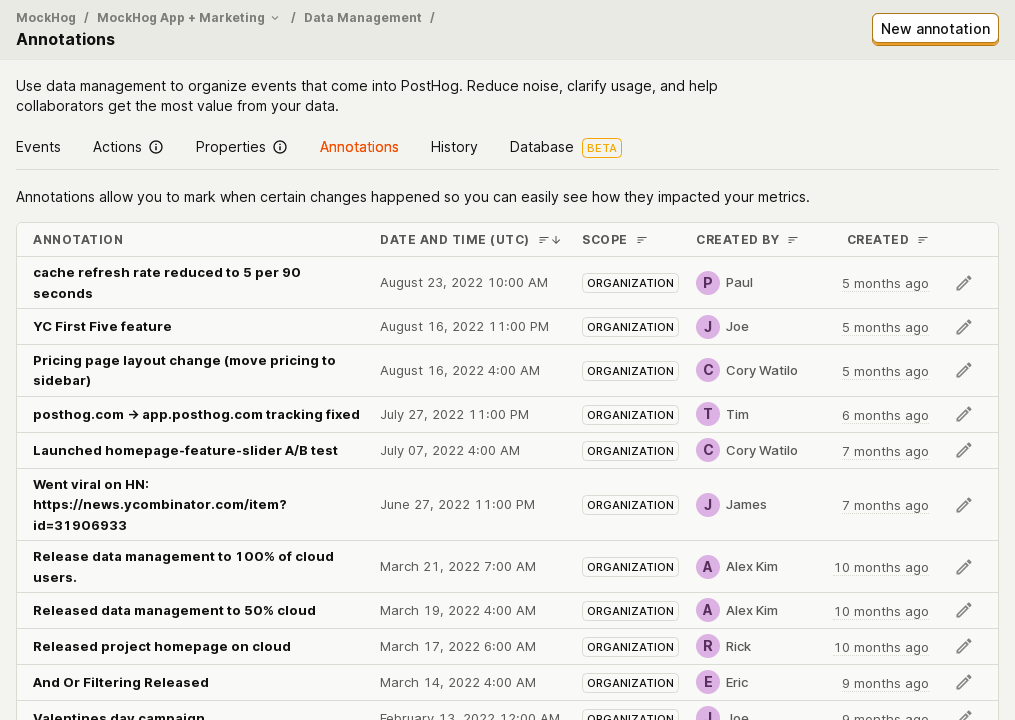 MockHog / MockHog App + Marketing / Data Management /
Annotations
New annotation
Use data management to organize events that come into PostHog. Reduce noise, clarify usage, and help
collaborators get the most value from your data.
Events Actions Properties Annotations History Database BETA
Annotations allow you to mark when certain changes happened so you can easily see how they impacted your metrics.
ANNOTATION DATE AND TIME (UTC) SCOPE CREATED BY CREATED
cache refresh rate reduced to 5 per 90
seconds
August 23, 2022 10:00 AM ORGANIZATION P Paul 5 months ago
YC First Five feature August 16, 2022 11:00 PM ORGANIZATION J Joe 5 months ago
Pricing page layout change (move pricing to
sidebar)
August 16, 2022 4:00 AM ORGANIZATION C Cory Watilo 5 months ago
posthog.com → app.posthog.com tracking fixed July 27, 2022 11:00 PM ORGANIZATION T Tim 6 months ago
Launched homepage-feature-slider A/B test July 07, 2022 4:00 AM ORGANIZATION C Cory Watilo 7 months ago
Went viral on HN:
https://news.ycombinator.com/item?
id=31906933
June 27, 2022 11:00 PM ORGANIZATION J James 7 months ago
Release data management to 100% of cloud
users.
March 21, 2022 7:00 AM ORGANIZATION A Alex Kim 10 months ago
Released data management to 50% cloud March 19, 2022 4:00 AM ORGANIZATION A Alex Kim 10 months ago
Released project homepage on cloud March 17, 2022 6:00 AM ORGANIZATION R Rick 10 months ago
And Or Filtering Released March 14, 2022 4:00 AM ORGANIZATION E Eric 9 months ago
Valentines day campaign February 13, 2022 12:00 AM ORGANIZATION J Joe 9 months ago